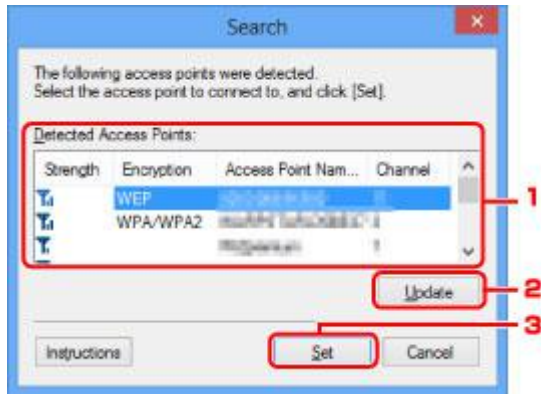 Search
The following access points were detected.
Select the access point to connect to, and click [Set].
Detected Access Points:
Strength Encryption Access Point Nam... Channel
WEP
WPA/WPA2
1
Update
2
3
Instructions Set Cancel